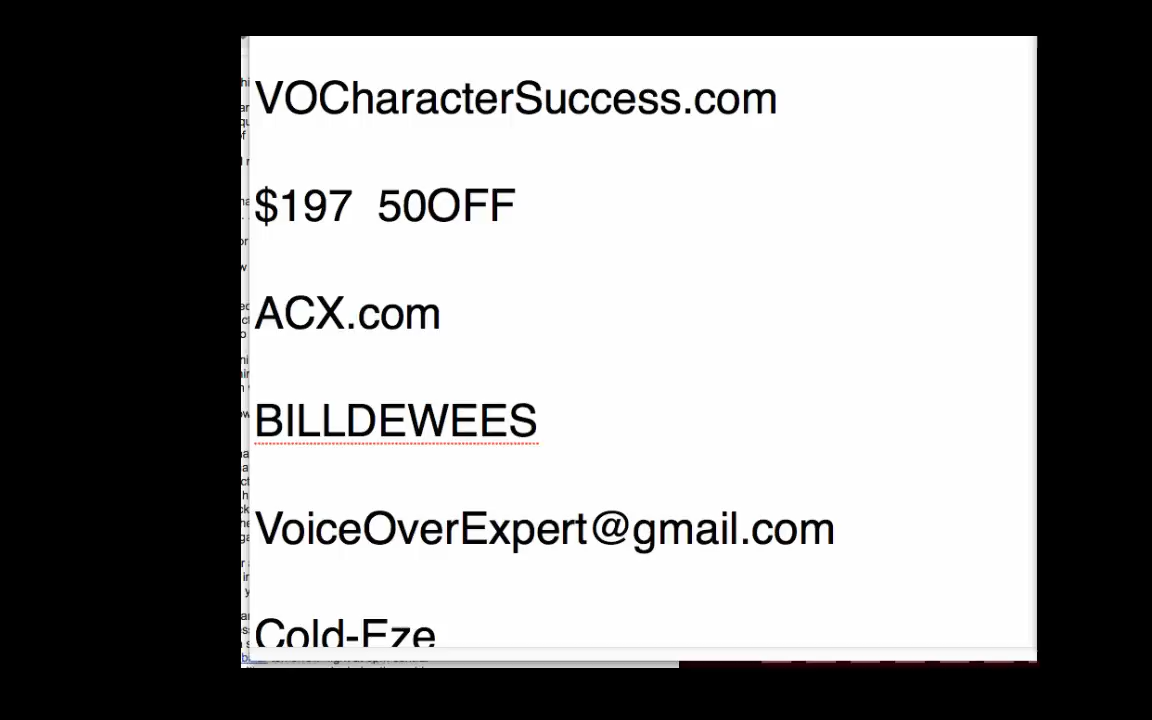 VOCharacterSuccess.com
$197  50OFF
ACX.com
BILLDEWEES
VoiceOverExpert@gmail.com
Cold-Eze